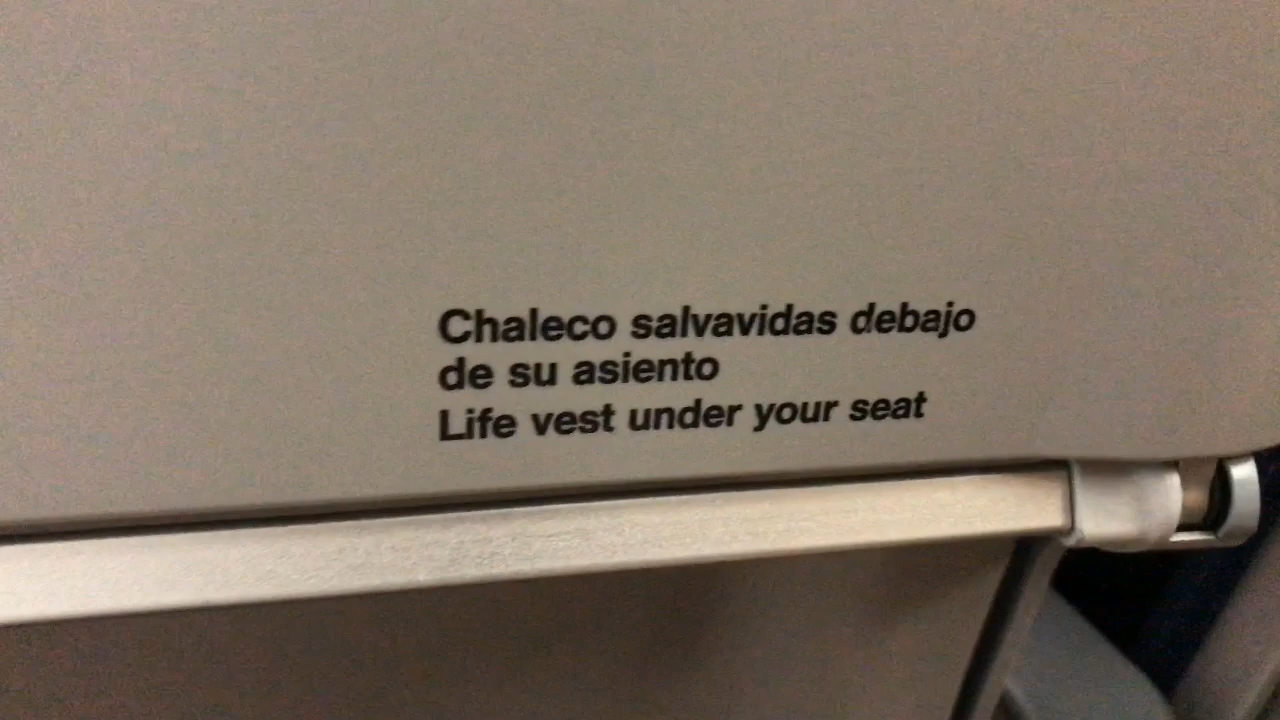 Chaleco salvavidas debajo
de su asiento
Life vest under your seat